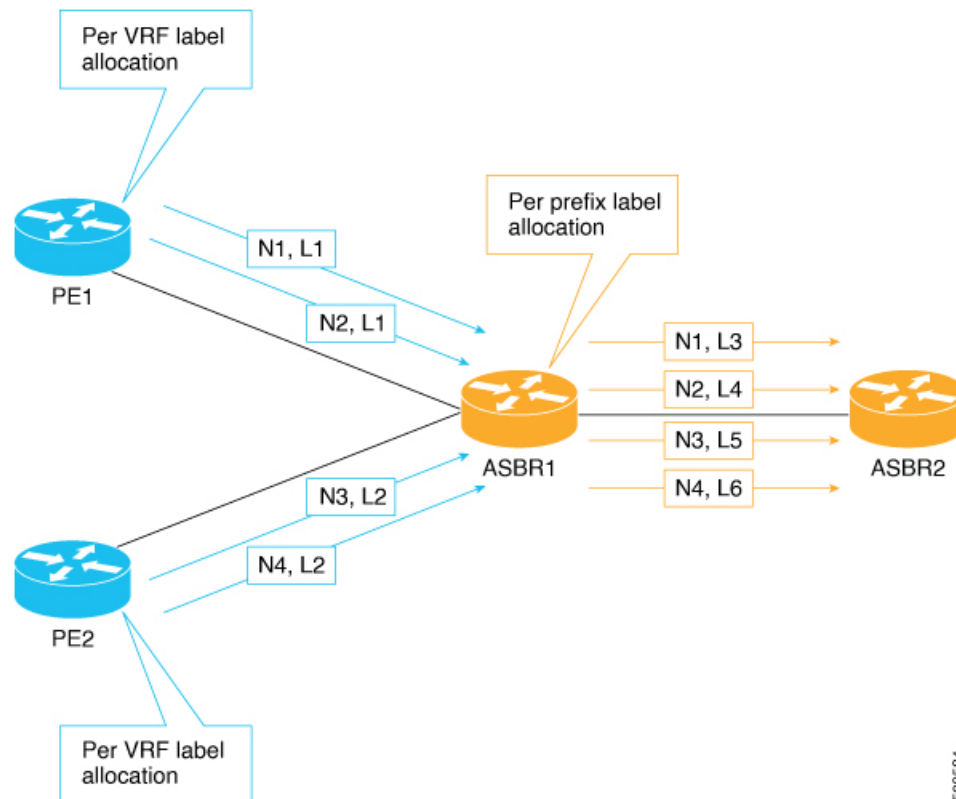 Per VRF label
allocation
PE1
N1, L1
N2, L1
Per prefix label
allocation
N1, L3
N2, L4
ASBR1
ASBR2
N3, L5
N4, L6
N3, L2
N4, L2
PE2
Per VRF label
allocation